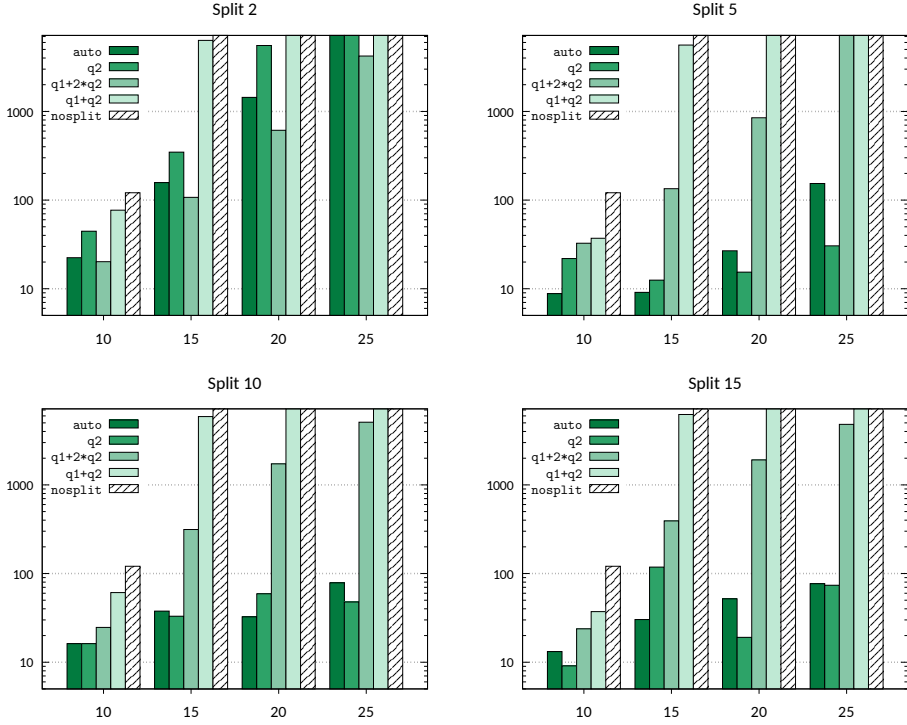 Split 2
auto
q2
q1+2*q2
q1+q2
nosplit
1000
100
10
10 15 20 25
Split 5
auto
q2
q1+2*q2
q1+q2
nosplit
1000
100
10
10 15 20 25
Split 10
auto
q2
q1+2*q2
q1+q2
nosplit
1000
100
10
10 15 20 25
Split 15
auto
q2
q1+2*q2
q1+q2
nosplit
1000
100
10
10 15 20 25